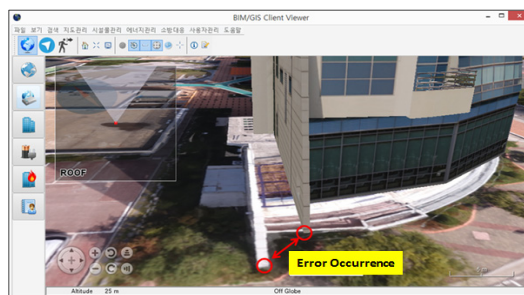 BIM/GIS Client Viewer
파일 보기 검색 지도관리 시설물관리 에너지관리 소방대응 사용자관리 도움말
ROOF
Error Occurrence
Altitude 25 m
Off Globe